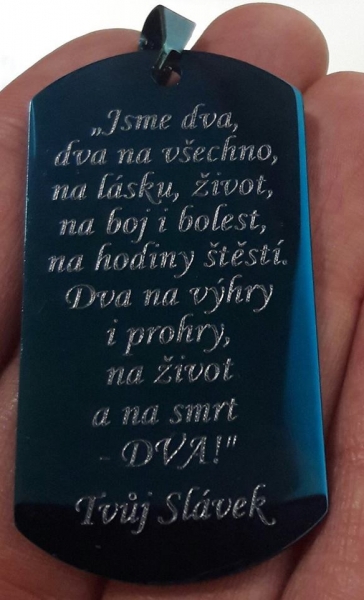 „Jsme dva,
dva na všechno,
na lásku, život,
na boj i bolest,
na hodiny štěstí.
Dva na výhry
i prohry,
na život
a na smrt
- DVA!"
Tvůj Slávek